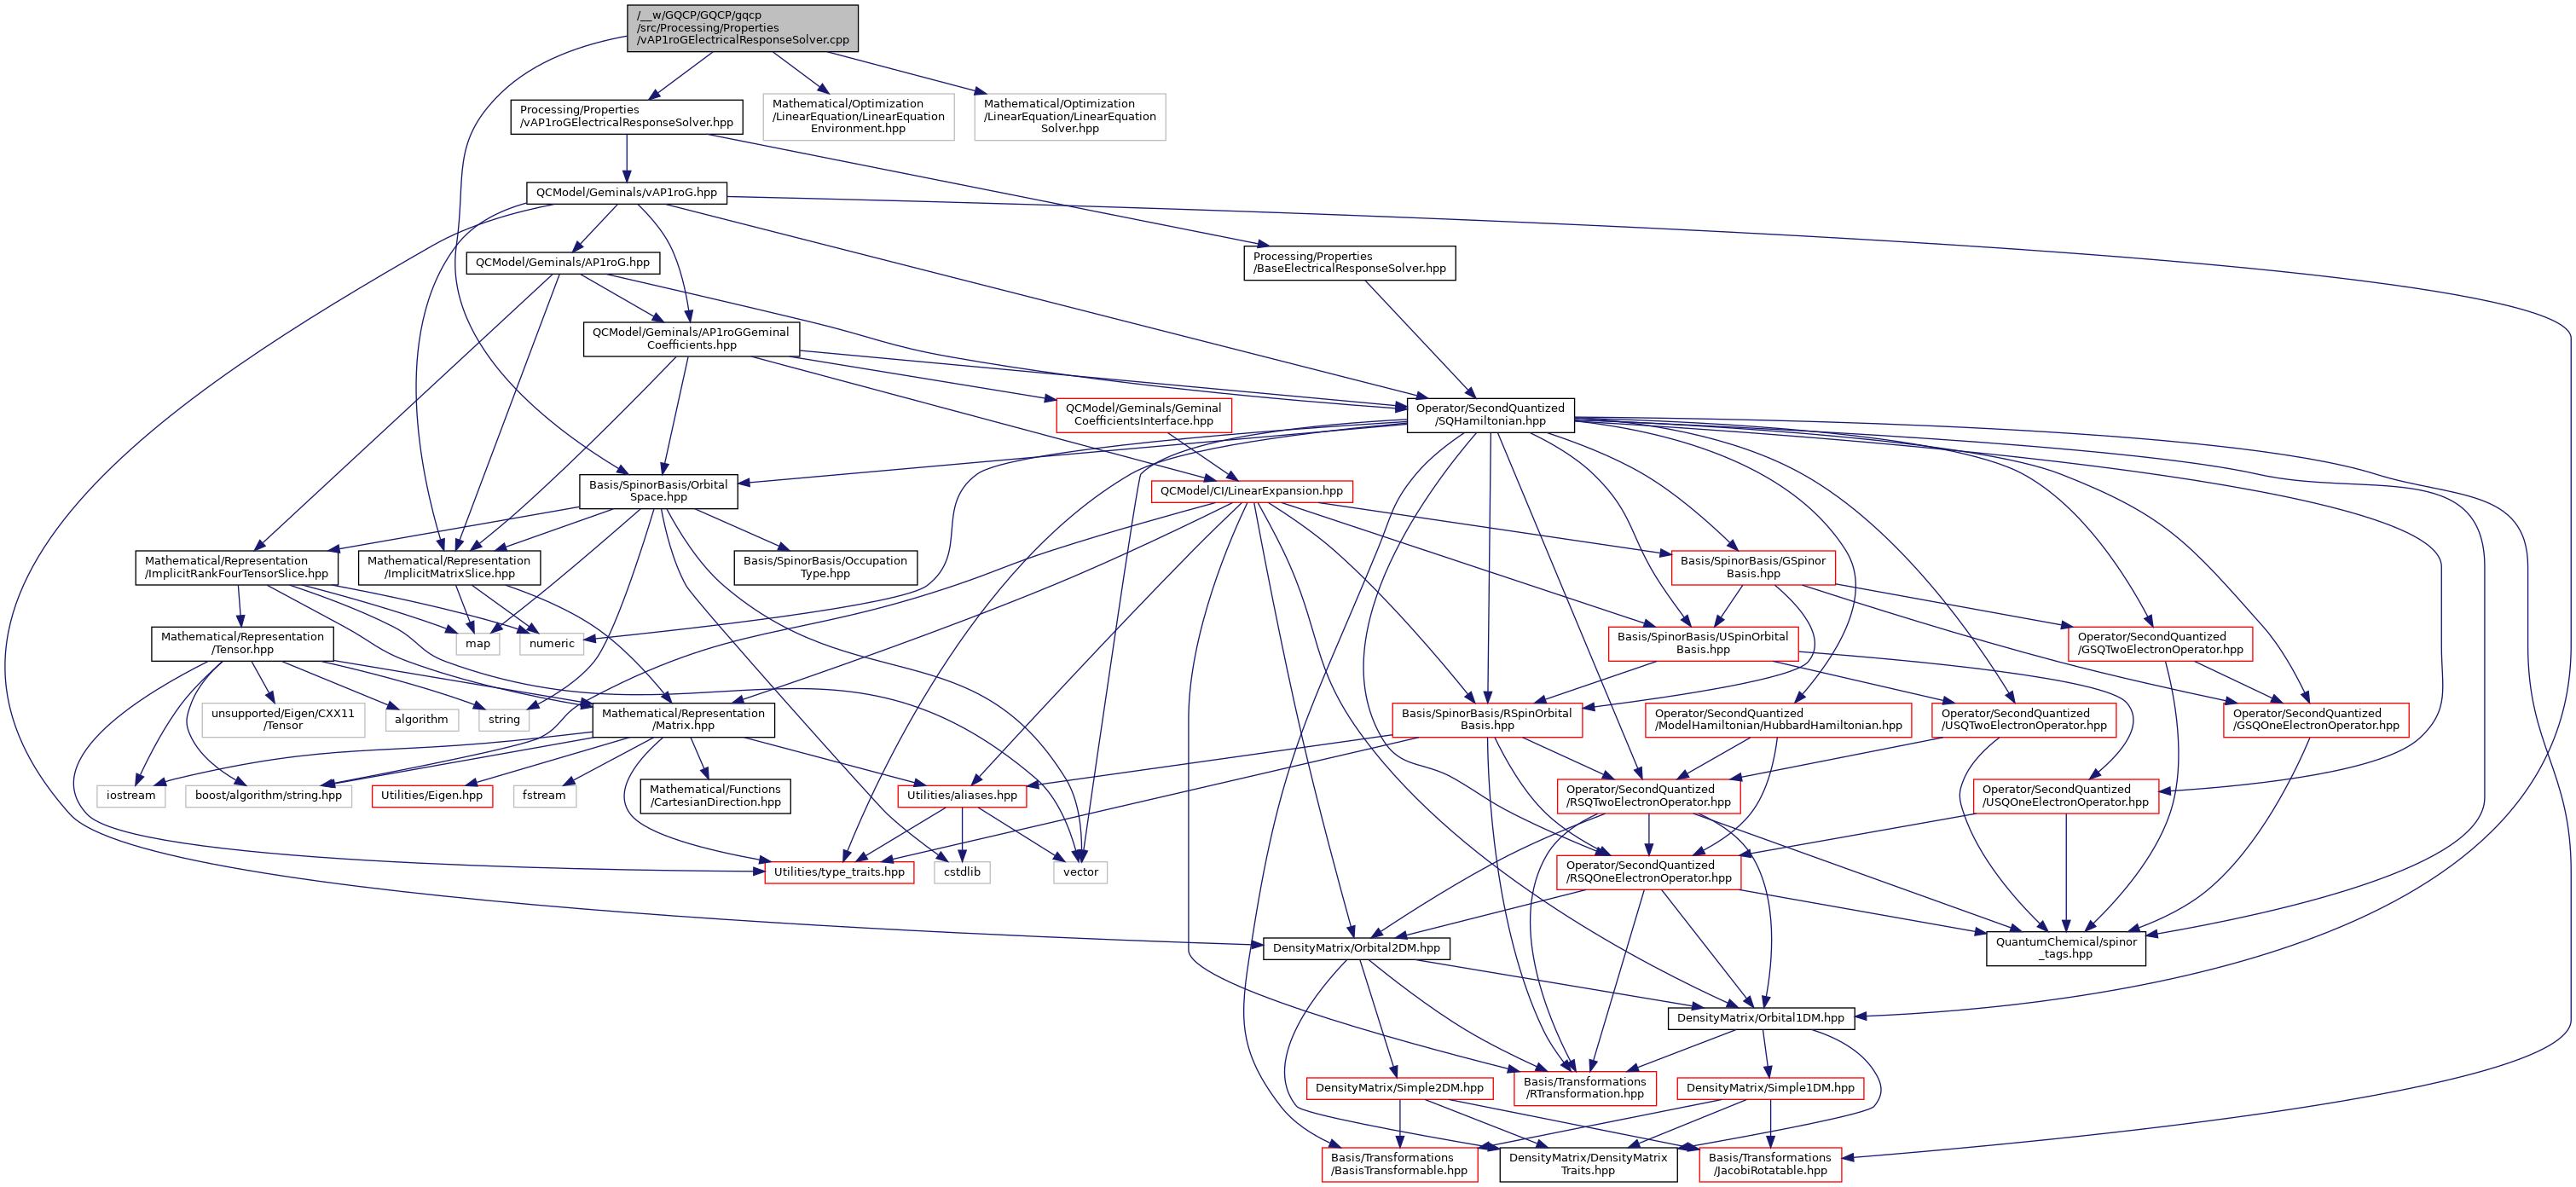 /__w/GQCP/GQCP/gqcp
/src/Processing/Properties
/vAP1roGElectricalResponseSolver.cpp
Processing/Properties
/vAP1roGElectricalResponseSolver.hpp
Mathematical/Optimization
/LinearEquation/LinearEquation
Environment.hpp
Mathematical/Optimization
/LinearEquation/LinearEquation
Solver.hpp
QCModel/Geminals/vAP1roG.hpp
QCModel/Geminals/AP1roG.hpp
Processing/Properties
/BaseElectricalResponseSolver.hpp
QCModel/Geminals/AP1roGGeminal
Coefficients.hpp
QCModel/Geminals/Geminal
CoefficientsInterface.hpp
Operator/SecondQuantized
/SQHamiltonian.hpp
Basis/SpinorBasis/Orbital
Space.hpp
QCModel/CI/LinearExpansion.hpp
Mathematical/Representation
/ImplicitRankFourTensorSlice.hpp
Mathematical/Representation
/ImplicitMatrixSlice.hpp
Basis/SpinorBasis/Occupation
Type.hpp
Basis/SpinorBasis/GSpinor
Basis.hpp
Mathematical/Representation
/Tensor.hpp
map
numeric
Basis/SpinorBasis/USpinOrbital
Basis.hpp
Operator/SecondQuantized
/GSQTwoElectronOperator.hpp
unsupported/Eigen/CXX11
/Tensor
algorithm
string
Mathematical/Representation
/Matrix.hpp
Basis/SpinorBasis/RSpinOrbital
Basis.hpp
Operator/SecondQuantized
/ModelHamiltonian/HubbardHamiltonian.hpp
Operator/SecondQuantized
/USQTwoElectronOperator.hpp
Operator/SecondQuantized
/GSQOneElectronOperator.hpp
iostream
boost/algorithm/string.hpp
Utilities/Eigen.hpp
fstream
Mathematical/Functions
/CartesianDirection.hpp
Utilities/aliases.hpp
Operator/SecondQuantized
/RSQTwoElectronOperator.hpp
Operator/SecondQuantized
/USQOneElectronOperator.hpp
Utilities/type_traits.hpp
cstdlib
vector
Operator/SecondQuantized
/RSQOneElectronOperator.hpp
DensityMatrix/Orbital2DM.hpp
QuantumChemical/spinor
_tags.hpp
DensityMatrix/Orbital1DM.hpp
DensityMatrix/Simple2DM.hpp
Basis/Transformations
/RTransformation.hpp
DensityMatrix/Simple1DM.hpp
Basis/Transformations
/BasisTransformable.hpp
DensityMatrix/DensityMatrix
Traits.hpp
Basis/Transformations
/JacobiRotatable.hpp